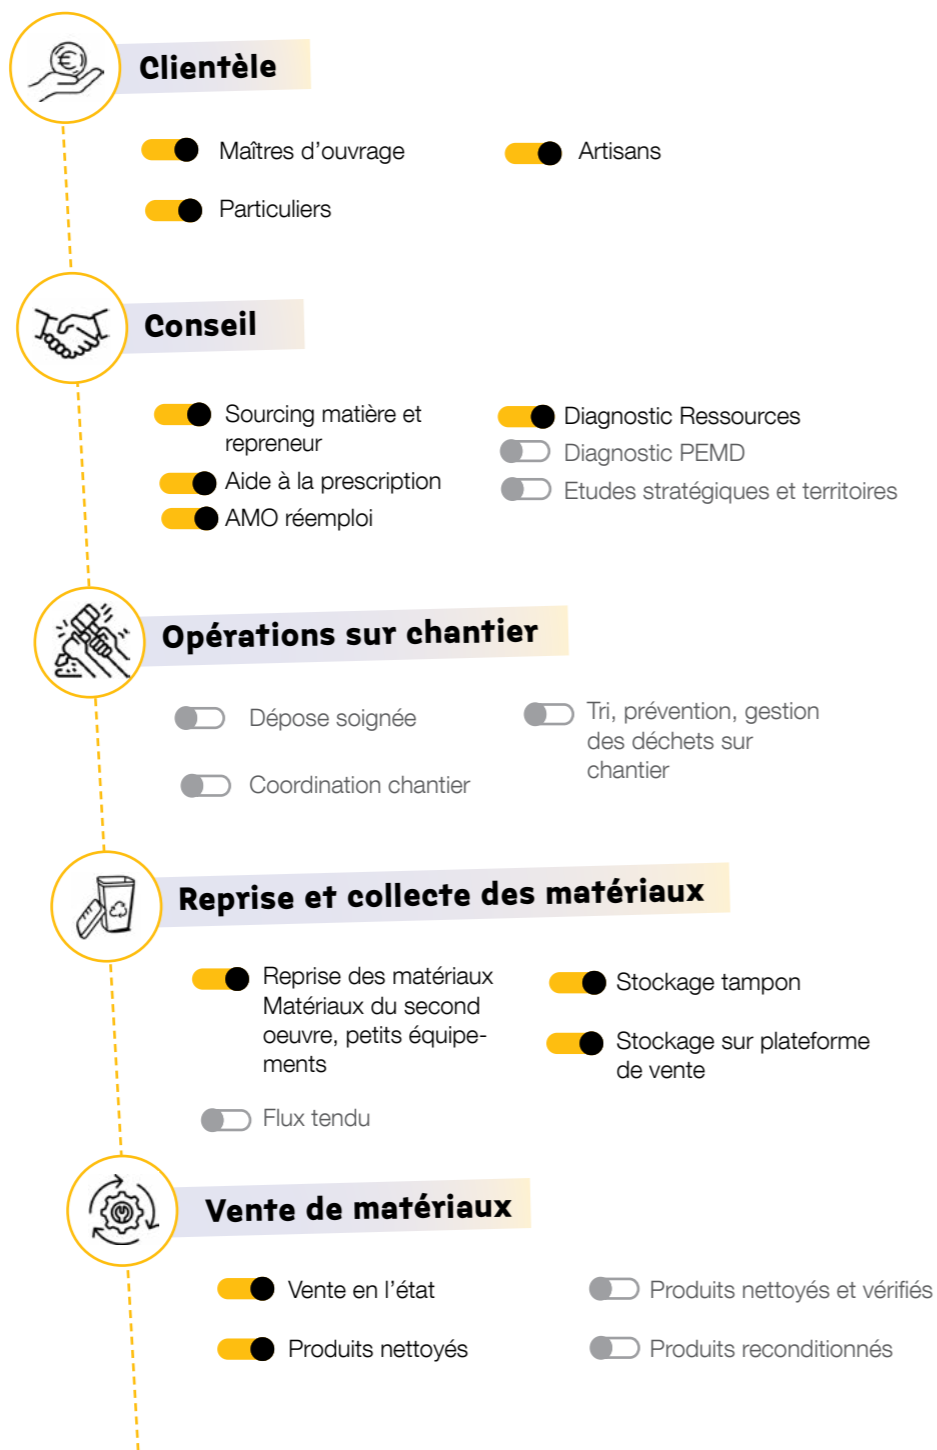 Clientèle
Maîtres d'ouvrage
Artisans
Particuliers
Conseil
Sourcing matière et
repreneur
Aide à la prescription
AMO réemploi
Diagnostic Ressources
Diagnostic PEMD
Etudes stratégiques et territoires
Opérations sur chantier
Dépose soignée
Coordination chantier
Tri, prévention, gestion
des déchets sur
chantier
Reprise et collecte des matériaux
Reprise des matériaux
Matériaux du second
oeuvre, petits équipe-
ments
Flux tendu
Stockage tampon
Stockage sur plateforme
de vente
Vente de matériaux
Vente en l'état
Produits nettoyés
Produits nettoyés et vérifiés
Produits reconditionnés